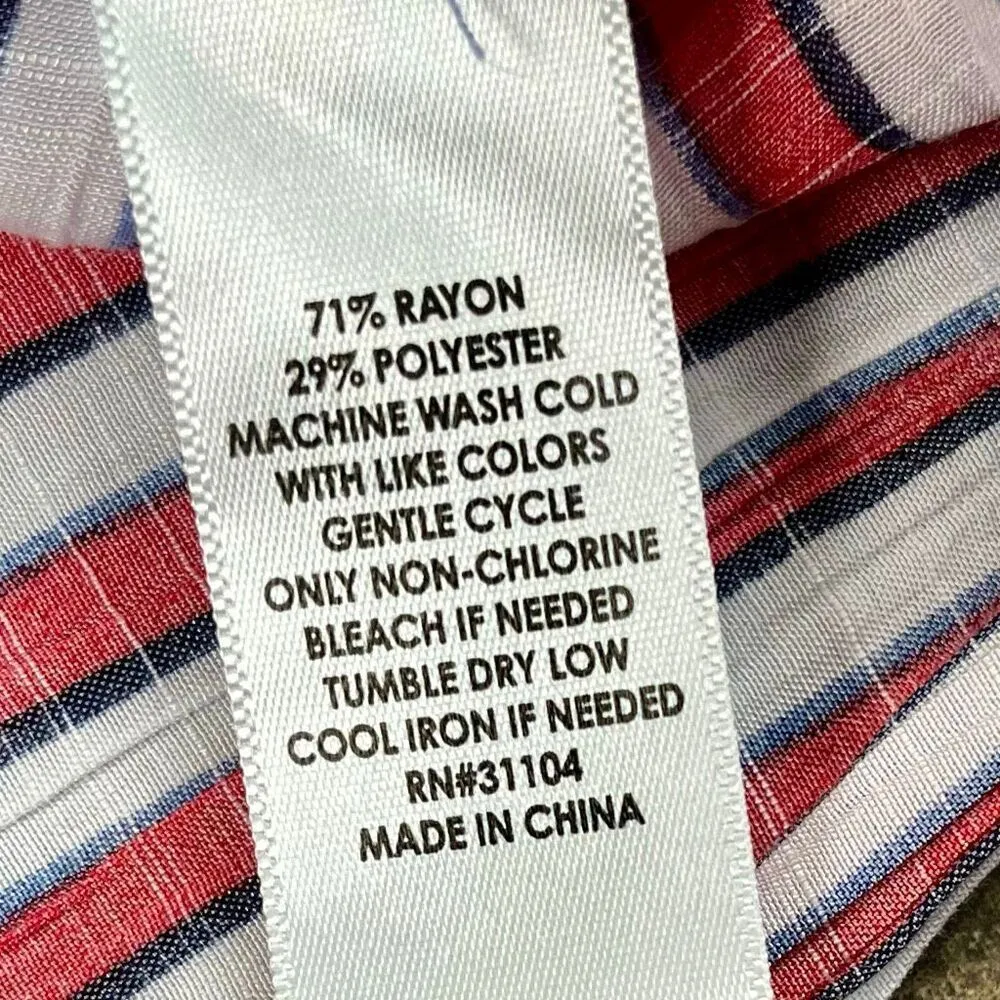 71% RAYON
29% POLYESTER
MACHINE WASH COLD
WITH LIKE COLORS
GENTLE CYCLE
ONLY NON-CHLORINE
BLEACH IF NEEDED
TUMBLE DRY LOW
COOL IRON IF NEEDED
RN#31104
MADE IN CHINA